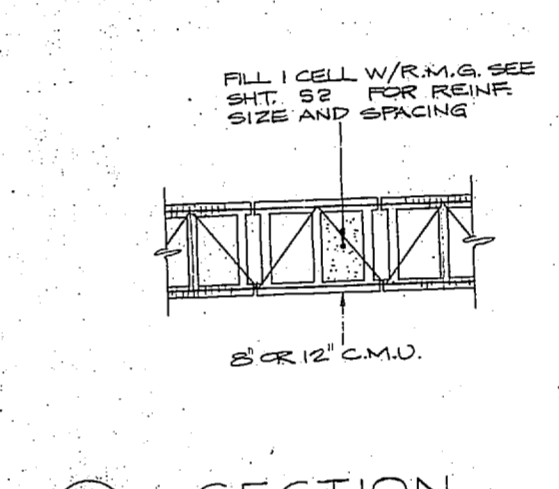 FILL 1 CELL W/R.M.G. SEE
SHT. S2 FOR REINF.
SIZE AND SPACING
8" OR 12" C.M.U.
SECTION